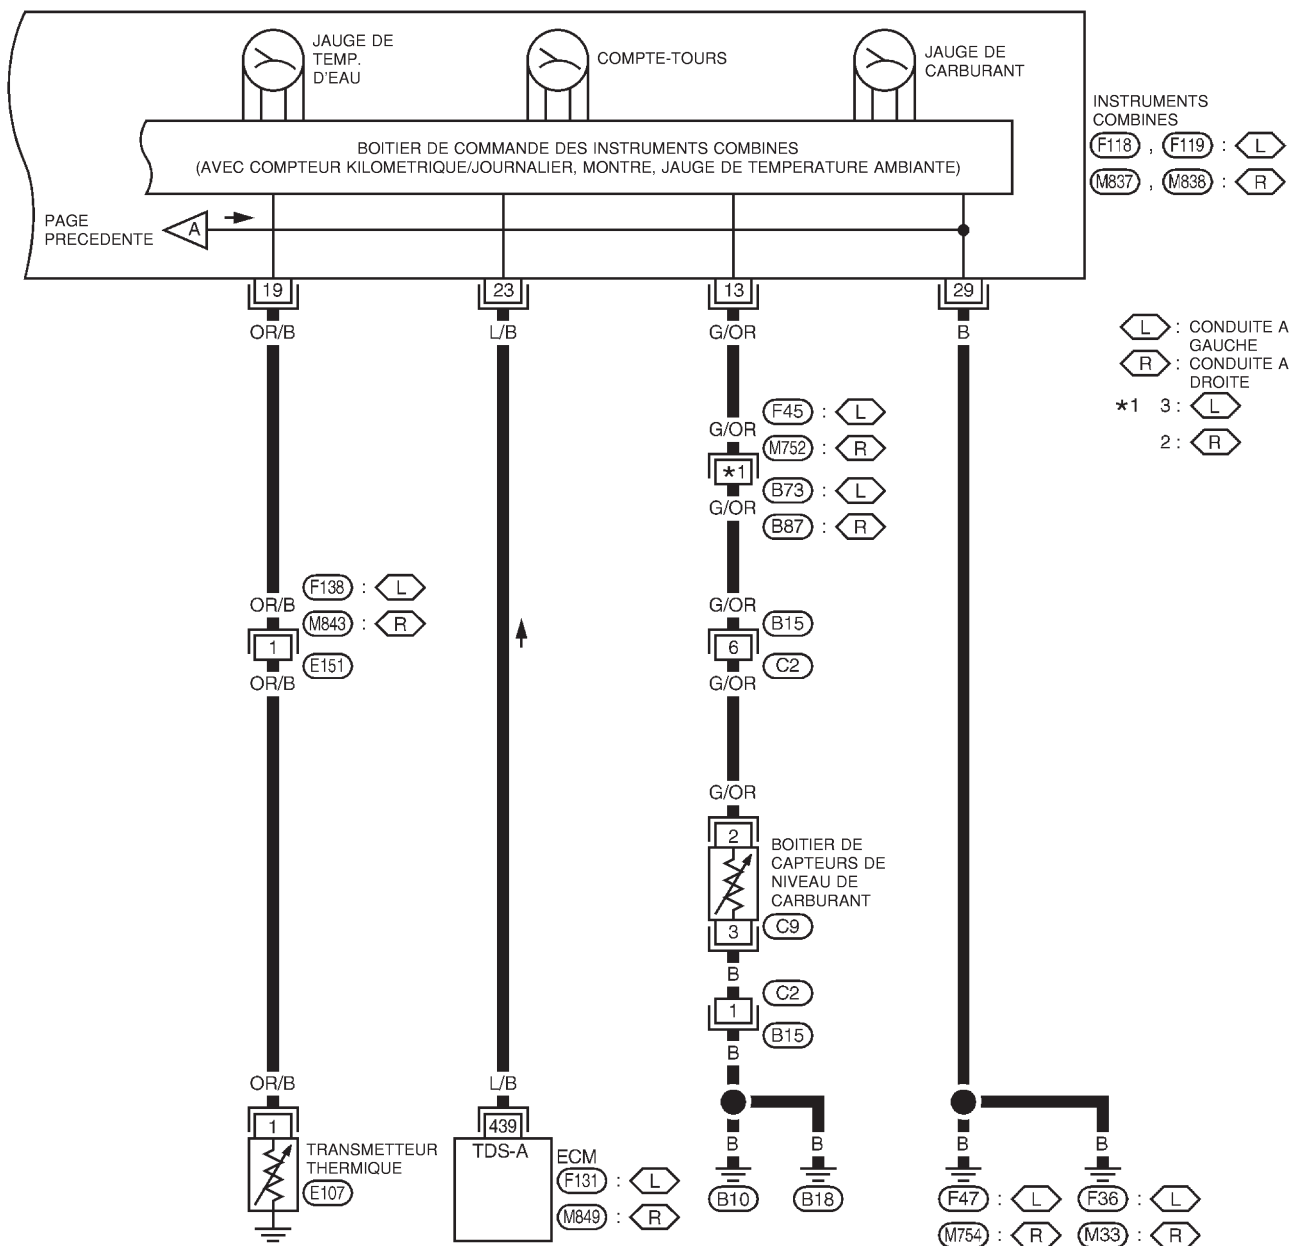 JAUGE DE
TEMP.
D'EAU
COMPTE-TOURS
JAUGE DE
CARBURANT
INSTRUMENTS
COMBINES
F118 , F119 : L
M837 , M838 : R
BOITIER DE COMMANDE DES INSTRUMENTS COMBINES
(AVEC COMPTEUR KILOMETRIQUE/JOURNALIER, MONTRE, JAUGE DE TEMPERATURE AMBIANTE)
PAGE
PRECEDENTE
A
19
23
13
29
OR/B
L/B
G/OR
B
L : CONDUITE A
GAUCHE
R : CONDUITE A
DROITE
*1 3 : L
2 : R
G/OR
F45 : L
M752 : R
*1
B73 : L
G/OR
B87 : R
OR/B
F138 : L
M843 : R
1
E151
OR/B
G/OR
B15
6
C2
G/OR
G/OR
2
BOITIER DE
CAPTEURS DE
NIVEAU DE
CARBURANT
3
C9
B
C2
1
B15
B
OR/B
L/B
1
439
TRANSMETTEUR
THERMIQUE
E107
TDS-A
ECM
F131 : L
M849 : R
B
B
B
B
B10
B18
F47 : L
F36 : L
M754 : R
M33 : R